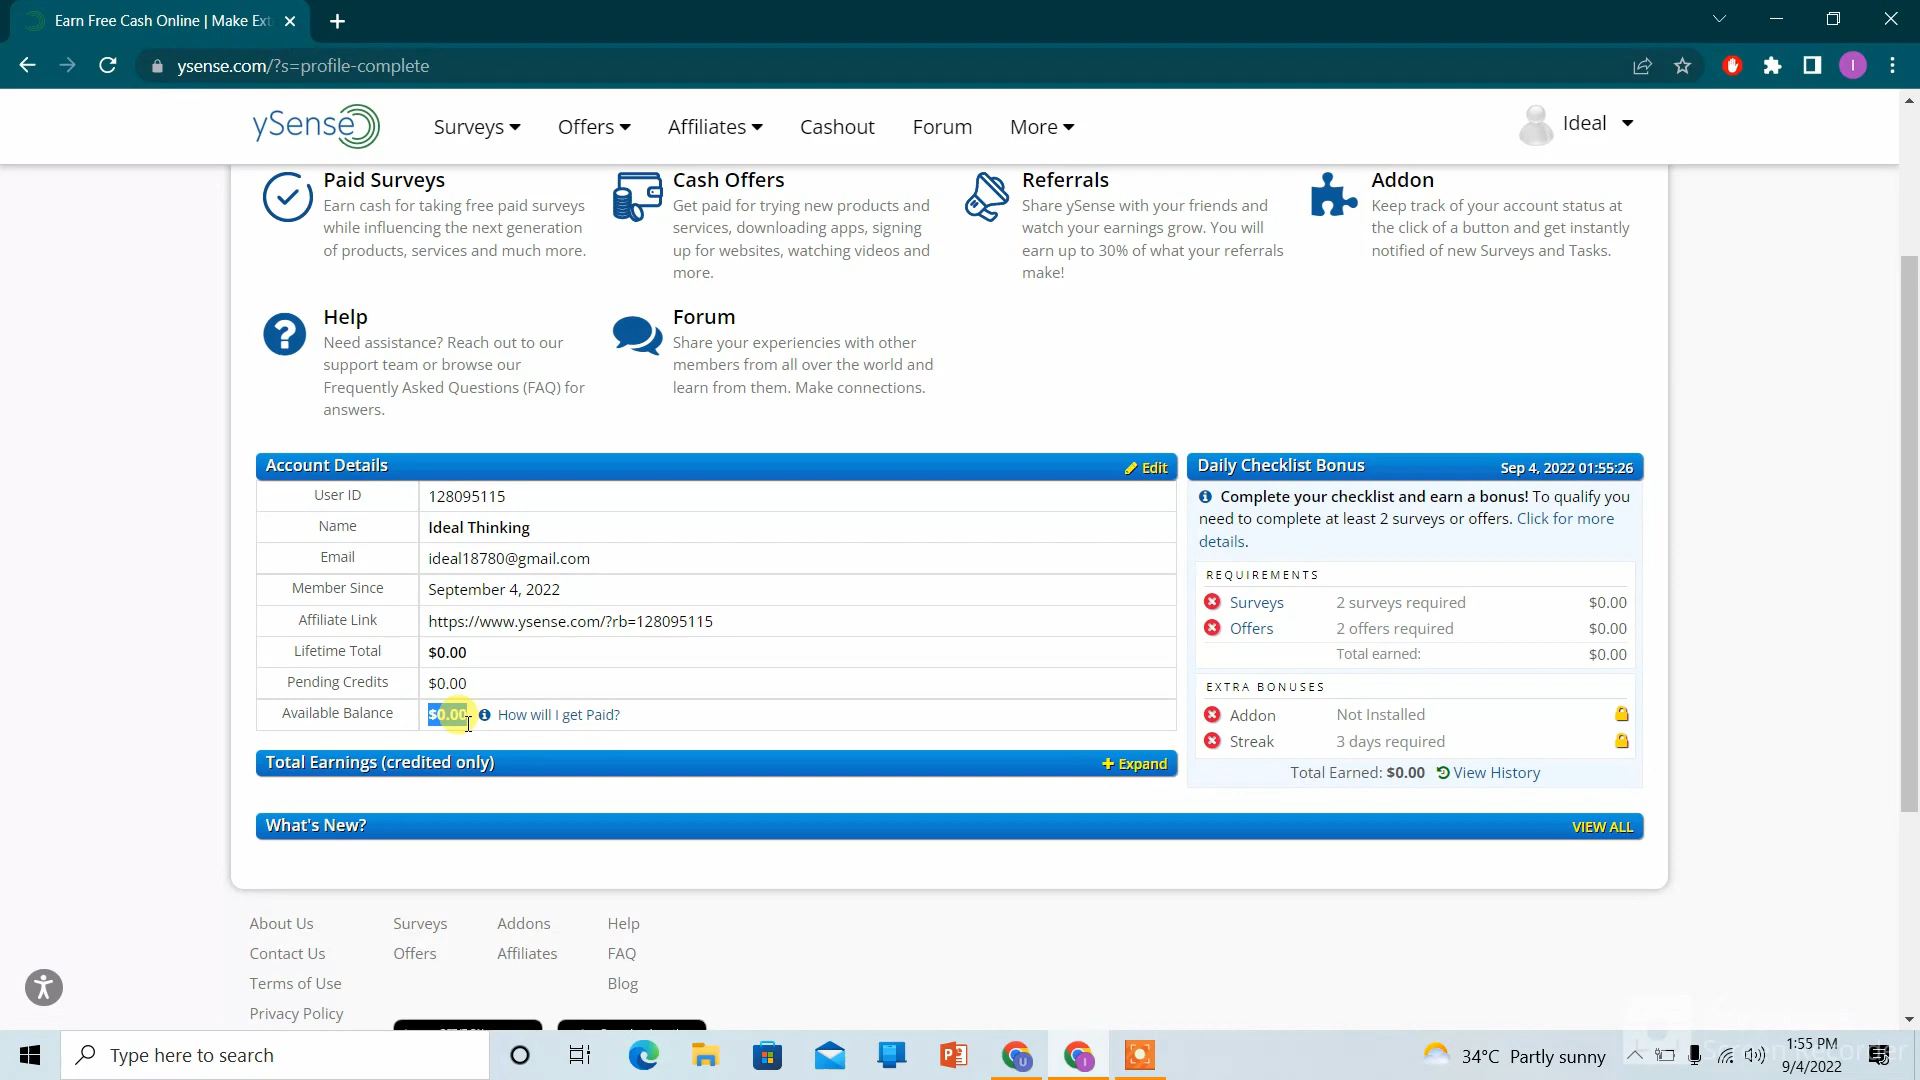 Earn Free Cash Online | Make Ext
ysense.com/?s=profile-complete
I
ySense
Surveys
Offers
Affiliates
Cashout
Forum
More
Ideal
Paid Surveys
Earn cash for taking free paid surveys
while influencing the next generation
of products, services and much more.
Cash Offers
Get paid for trying new products and
services, downloading apps, signing
up for websites, watching videos and
more.
Referrals
Share ySense with your friends and
watch your earnings grow. You will
earn up to 30% of what your referrals
make!
Addon
Keep track of your account status at
the click of a button and get instantly
notified of new Surveys and Tasks.
Help
Need assistance? Reach out to our
support team or browse our
Frequently Asked Questions (FAQ) for
answers.
Forum
Share your experiencies with other
members from all over the world and
learn from them. Make connections.
Account Details
Edit
User ID 128095115
Name Ideal Thinking
Email ideal18780@gmail.com
Member Since September 4, 2022
Affiliate Link https://www.ysense.com/?rb=128095115
Lifetime Total $0.00
Pending Credits $0.00
Available Balance $0.00 How will I get Paid?
Total Earnings (credited only)
Expand
Daily Checklist Bonus
Sep 4, 2022 01:55:26
Complete your checklist and earn a bonus! To qualify you
need to complete at least 2 surveys or offers. Click for more
details.
REQUIREMENTS
Surveys 2 surveys required $0.00
Offers 2 offers required $0.00
Total earned: $0.00
EXTRA BONUSES
Addon Not Installed
Streak 3 days required
Total Earned: $0.00 View History
What's New?
VIEW ALL
About Us
Contact Us
Terms of Use
Privacy Policy
Surveys
Offers
Addons
Affiliates
Help
FAQ
Blog
Type here to search
34°C Partly sunny
1:55 PM
9/4/2022